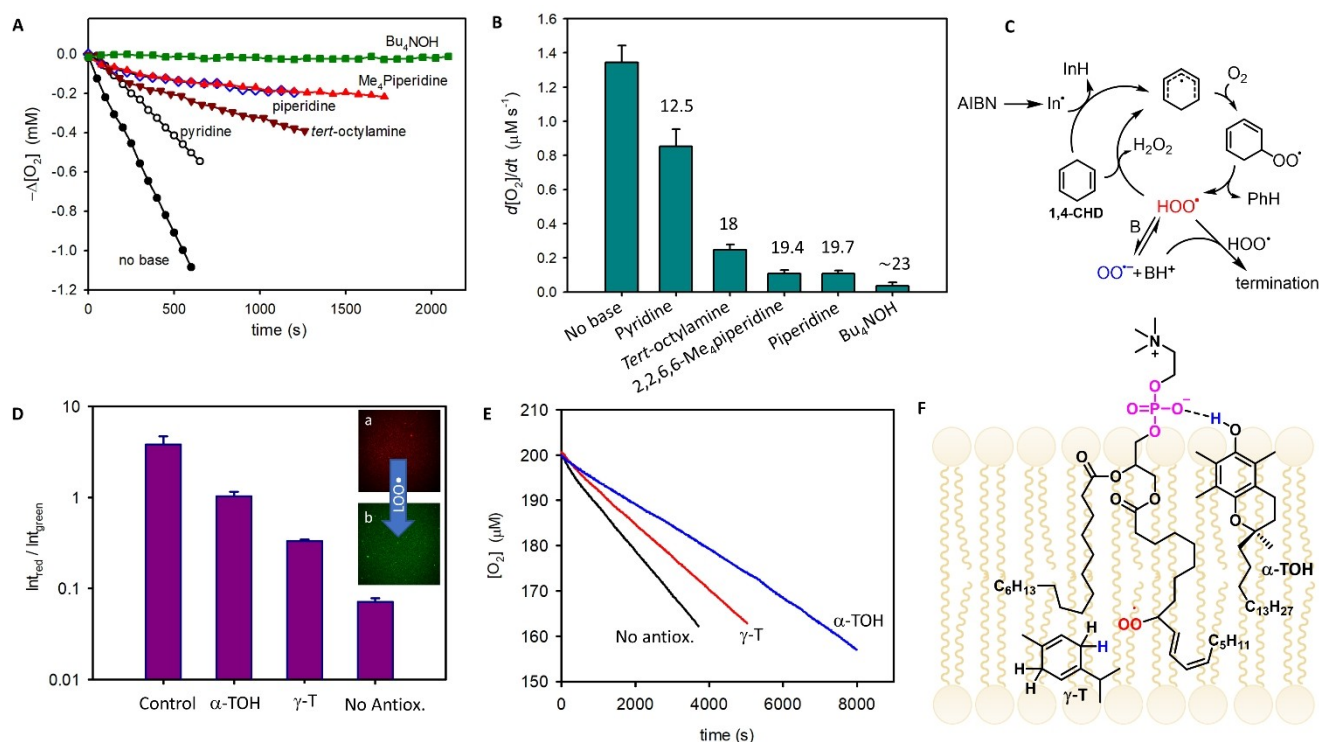 A
−Δ[O₂] (mM)
0.0
-0.2
-0.4
-0.6
-0.8
-1.0
-1.2
0
500
1000
1500
2000
time (s)
Bu₄NOH
Me₄Piperidine
piperidine
tert-octylamine
pyridine
no base
B
d[O₂]/dt (μM s⁻¹)
1.6
1.4
1.2
1.0
0.8
0.6
0.4
0.2
0.0
12.5
18
19.4
19.7
~23
No base
Pyridine
Tert-octylamine
2,2,6,6-Me₄piperidine
Piperidine
Bu₄NOH
C
InH
O₂
AIBN
In•
H₂O₂
OO•
1,4-CHD
HOO•
PhH
B
HOO•
OO•− + BH⁺
termination
D
Int_red / Int_green
10
1
0.1
0.01
a
LOO•
b
Control
α-TOH
γ-T
No Antiox.
E
[O₂] (μM)
210
200
190
180
170
160
150
No antiox.
γ-T
α-TOH
0
2000
4000
6000
8000
time (s)
F
N
+
O
O=P−O⁻
H
O
O
O
O
O
O
O
α-TOH
C₆H₁₃
C₁₃H₂₇
OO•
H
H
C₅H₁₁
H
H
γ-T